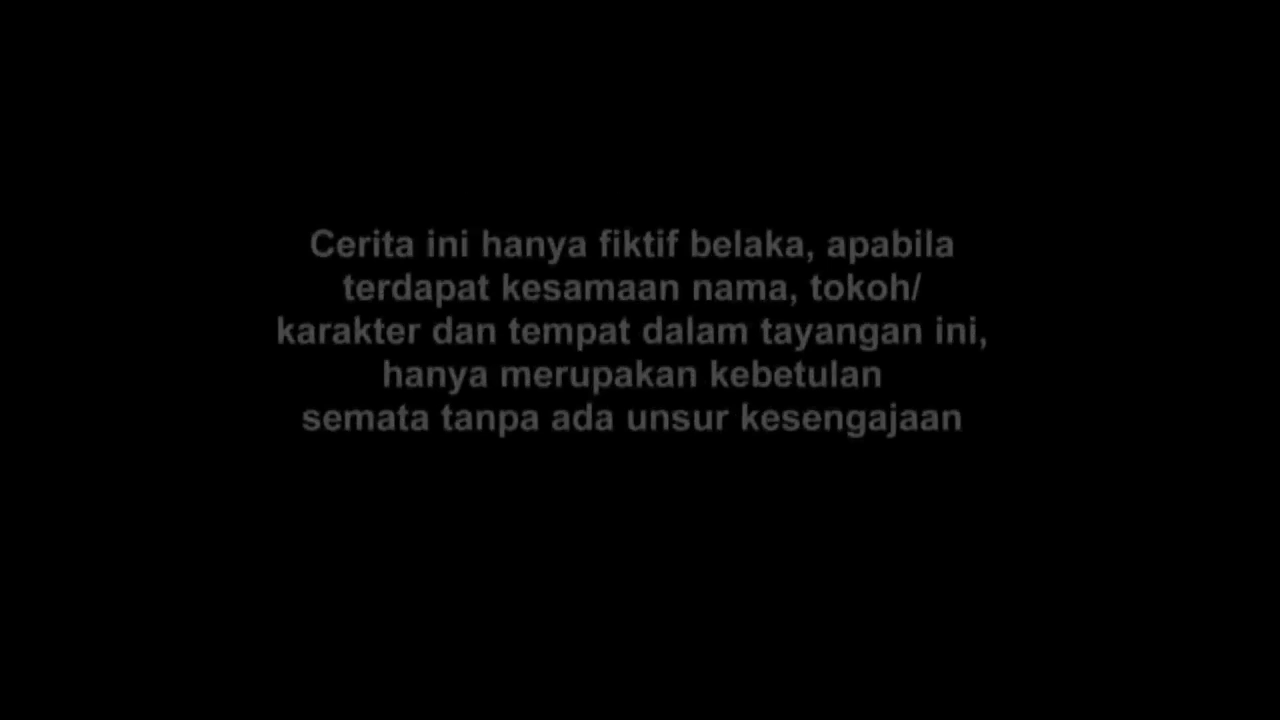 Cerita ini hanya fiktif belaka, apabila
terdapat kesamaan nama, tokoh/
karakter dan tempat dalam tayangan ini,
hanya merupakan kebetulan
semata tanpa ada unsur kesengajaan